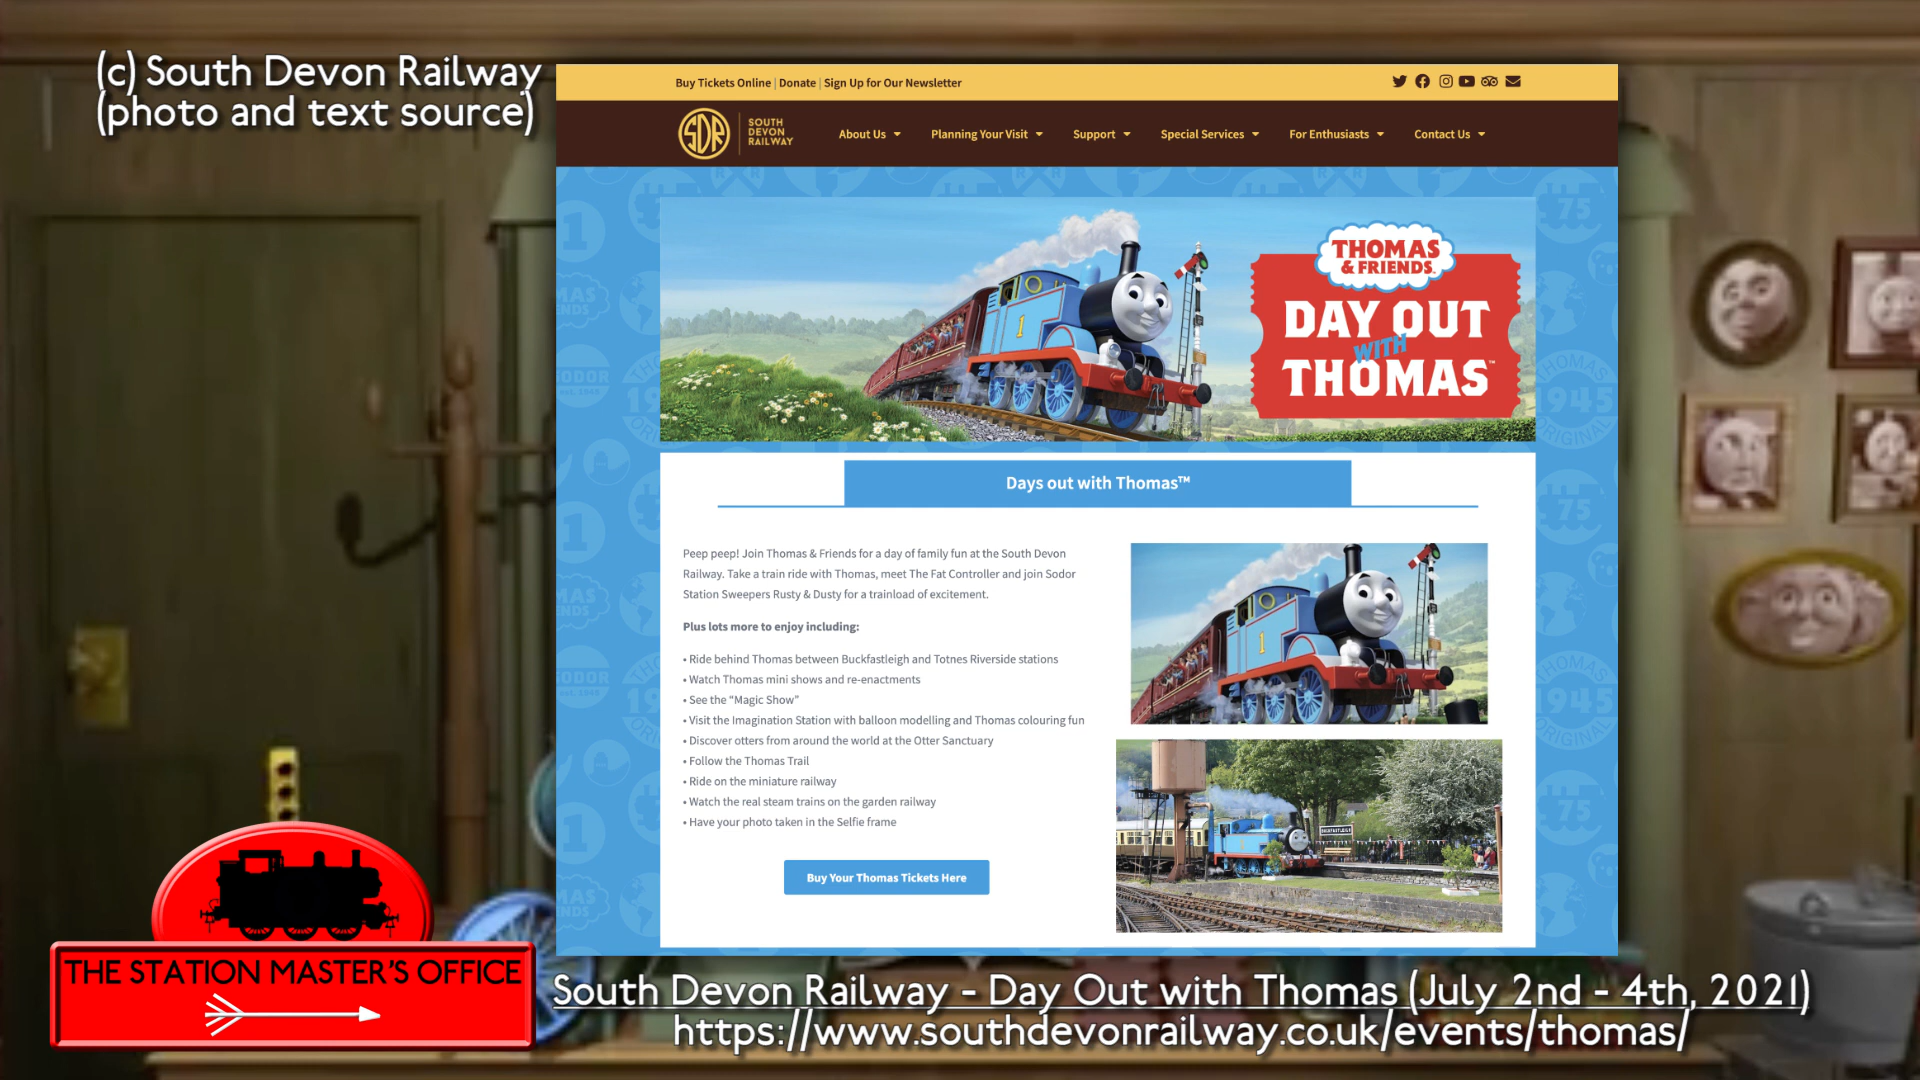 (c) South Devon Railway
(photo and text source)
Buy Tickets Online | Donate | Sign Up for Our Newsletter
SDR
SOUTH
DEVON
RAILWAY
About Us
Planning Your Visit
Support
Special Services
For Enthusiasts
Contact Us
THOMAS
& FRIENDS™
DAY OUT
WITH
THOMAS™
1
Days out with Thomas™
Peep peep! Join Thomas & Friends for a day of family fun at the South Devon
Railway. Take a train ride with Thomas, meet The Fat Controller and join Sodor
Station Sweepers Rusty & Dusty for a trainload of excitement.
Plus lots more to enjoy including:
• Ride behind Thomas between Buckfastleigh and Totnes Riverside stations
• Watch Thomas mini shows and re-enactments
• See the “Magic Show”
• Visit the Imagination Station with balloon modelling and Thomas colouring fun
• Discover otters from around the world at the Otter Sanctuary
• Follow the Thomas Trail
• Ride on the miniature railway
• Watch the real steam trains on the garden railway
• Have your photo taken in the Selfie frame
1
BUCKFASTLEIGH
Buy Your Thomas Tickets Here
THE STATION MASTER'S OFFICE
South Devon Railway - Day Out with Thomas (July 2nd - 4th, 2021)
https://www.southdevonrailway.co.uk/events/thomas/